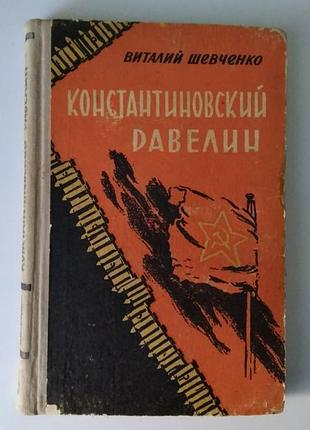 ВИТАЛИЙ ШЕВЧЕНКО
КОНСТАНТИНОВСКИЙ
РАВЕЛИН